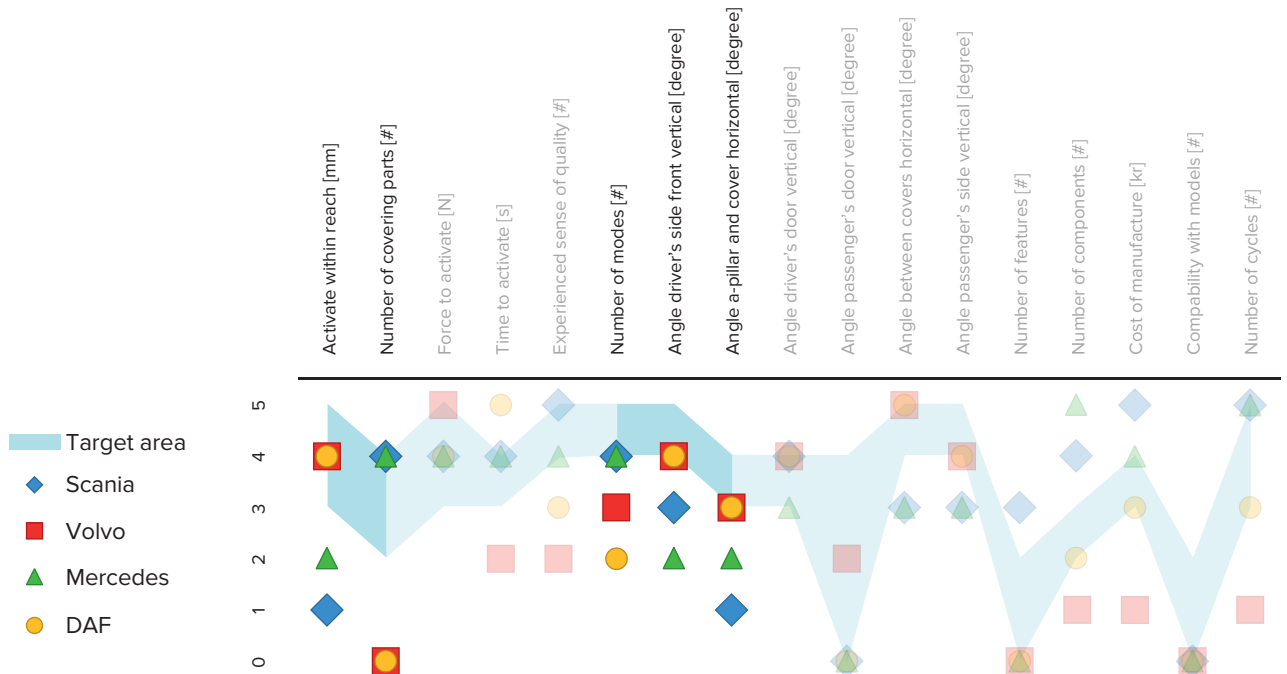 Activate within reach [mm]
Number of covering parts [#]
Force to activate [N]
Time to activate [s]
Experienced sense of quality [#]
Number of modes [#]
Angle driver's side front vertical [degree]
Angle a-pillar and cover horizontal [degree]
Angle driver's door vertical [degree]
Angle passenger's door vertical [degree]
Angle between covers horizontal [degree]
Angle passenger's side vertical [degree]
Number of features [#]
Number of components [#]
Cost of manufacture [kr]
Compability with models [#]
Number of cycles [#]
5
4
3
2
1
0
Target area
Scania
Volvo
Mercedes
DAF